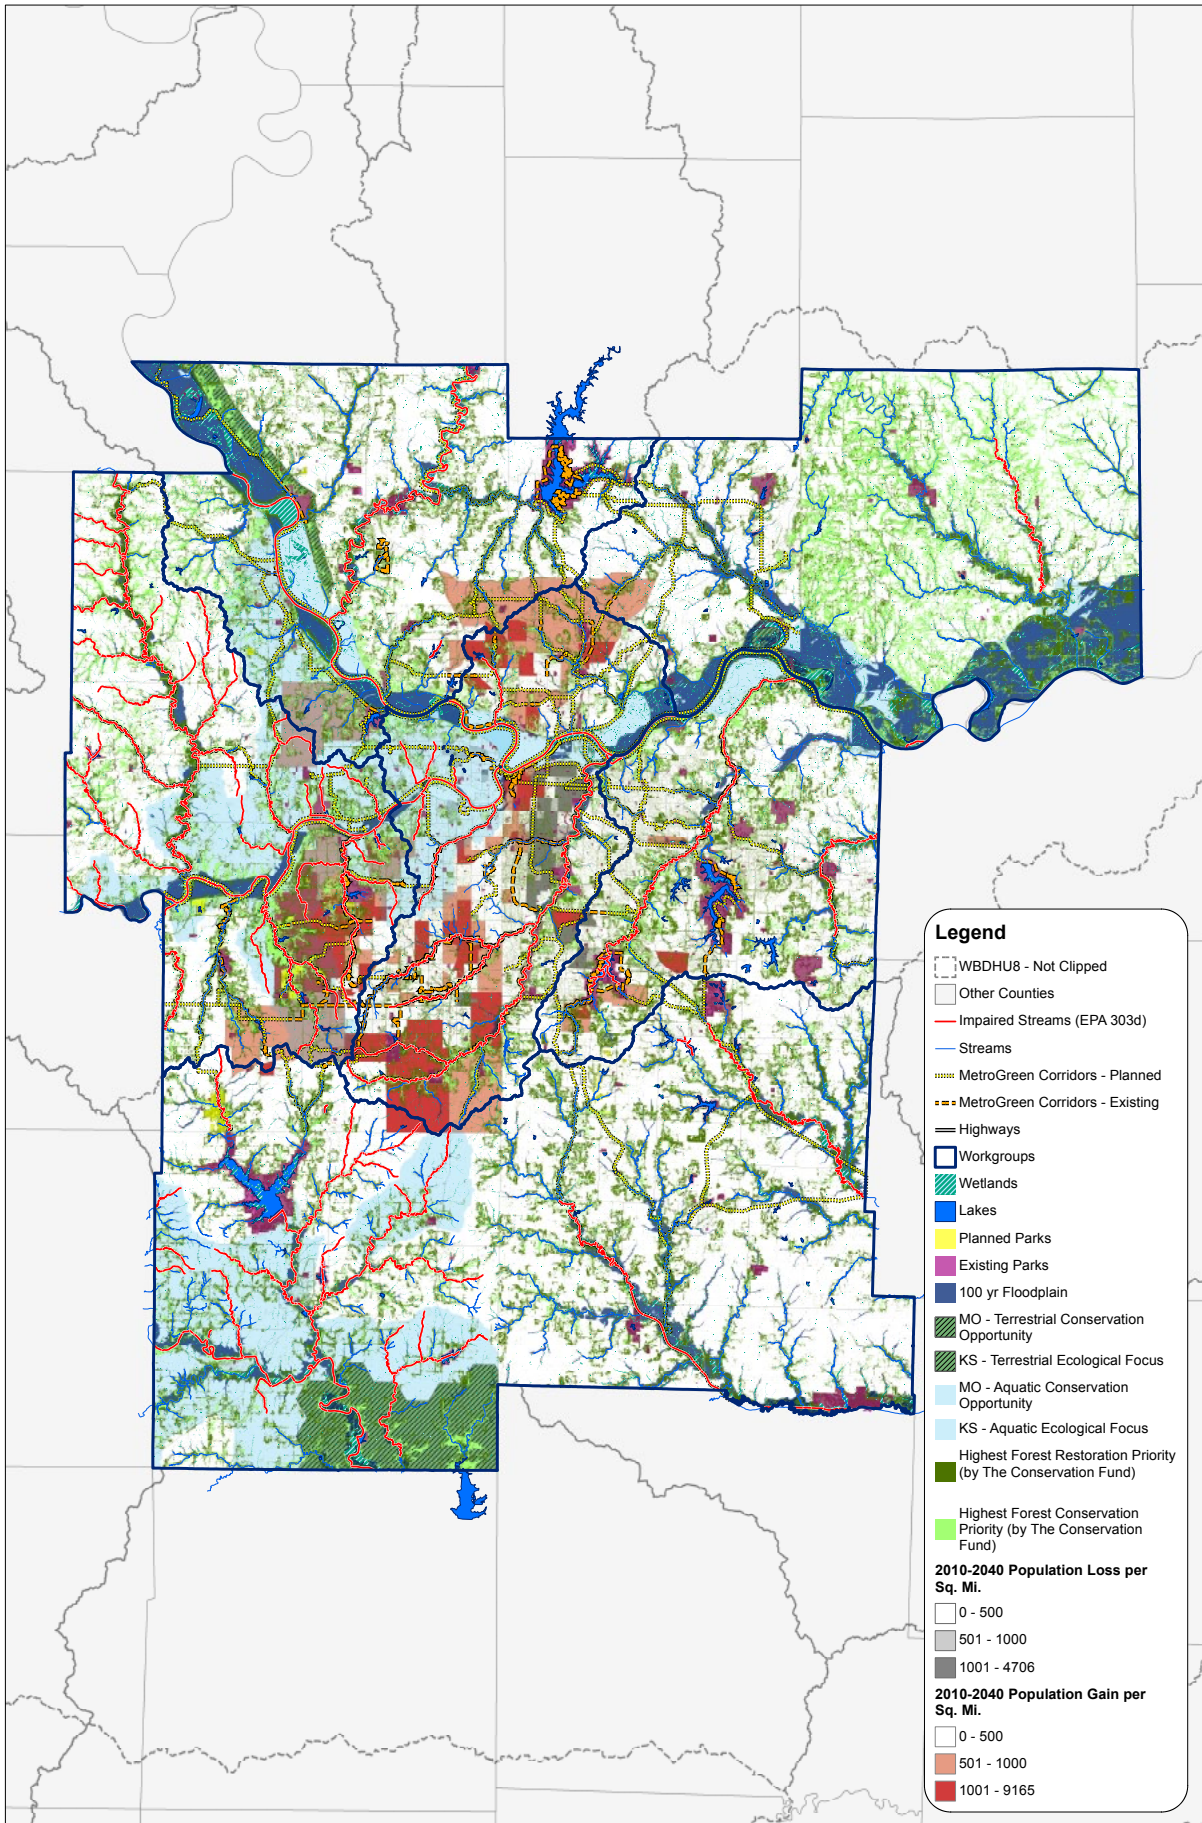 Legend
WBDHU8 - Not Clipped
Other Counties
Impaired Streams (EPA 303d)
Streams
MetroGreen Corridors - Planned
MetroGreen Corridors - Existing
Highways
Workgroups
Wetlands
Lakes
Planned Parks
Existing Parks
100 yr Floodplain
MO - Terrestrial Conservation
Opportunity
KS - Terrestrial Ecological Focus
MO - Aquatic Conservation
Opportunity
KS - Aquatic Ecological Focus
Highest Forest Restoration Priority
(by The Conservation Fund)
Highest Forest Conservation
Priority (by The Conservation
Fund)
2010-2040 Population Loss per
Sq. Mi.
0 - 500
501 - 1000
1001 - 4706
2010-2040 Population Gain per
Sq. Mi.
0 - 500
501 - 1000
1001 - 9165